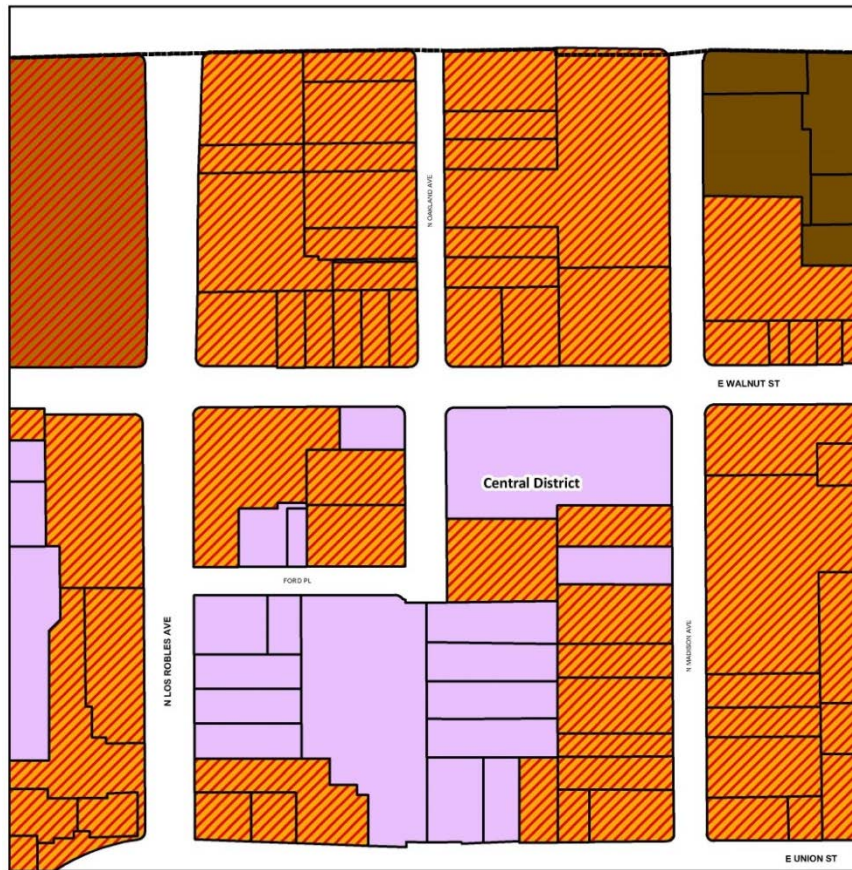 N OAKLAND AVE
E WALNUT ST
Central District
FORD PL
N LOS ROBLES AVE
N MADISON AVE
E UNION ST